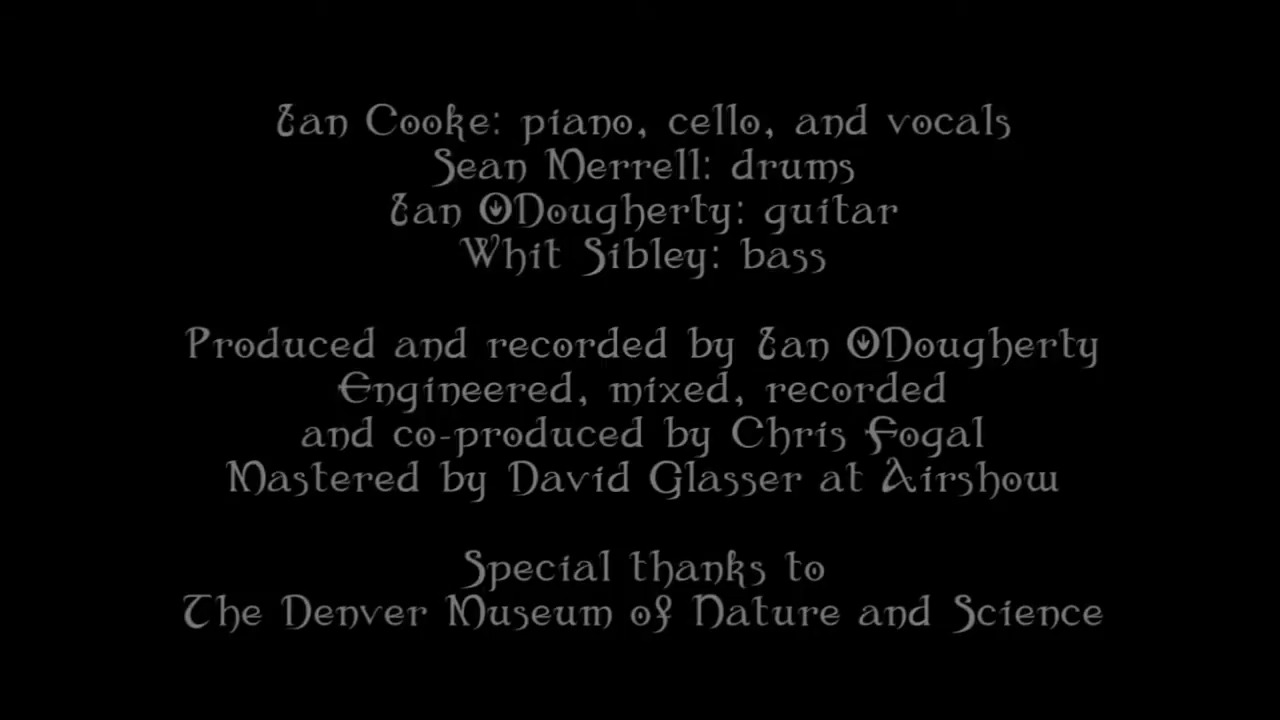 Ian Cooke: piano, cello, and vocals
Sean Merrell: drums
Ian ODougherty: guitar
Whit Sibley: bass
Produced and recorded by Ian ODougherty
Engineered, mixed, recorded
and co-produced by Chris Fogal
Mastered by David Glasser at Airshow
Special thanks to
The Denver Museum of Nature and Science